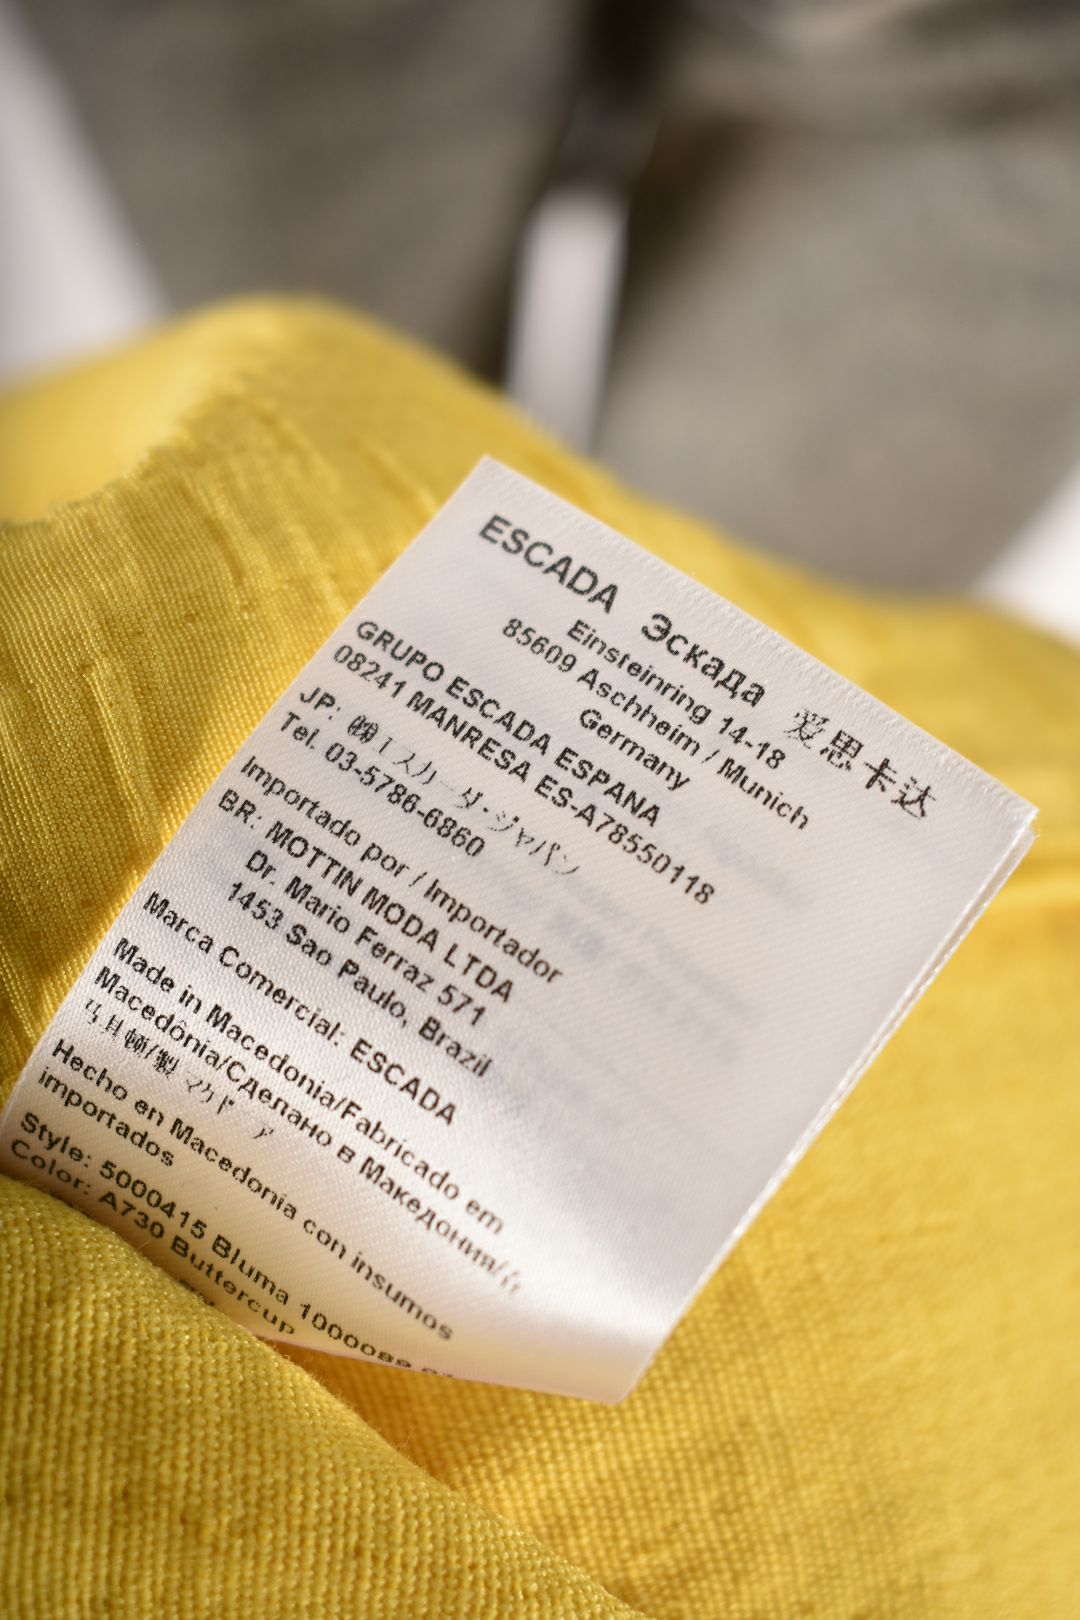 ESCADA Эскада 爱思卡达
Einsteinring 14-18
85609 Aschheim / Munich
Germany
GRUPO ESCADA ESPANA
08241 MANRESA ES-A78550118
JP: ㈱エスカーダ・ジャパン
Tel. 03-5786-6860
Importado por / Importador
BR: MOTTIN MODA LTDA
Dr. Mario Ferraz 571
1453 Sao Paulo, Brazil
Marca Comercial: ESCADA
Made in Macedonia/Fabricado em
Macedônia/Сделано в Македония/
Hecho en Macedonia con insumos
importados
Style: 5000415 Bluma 1000089
Color: A730 Buttercup